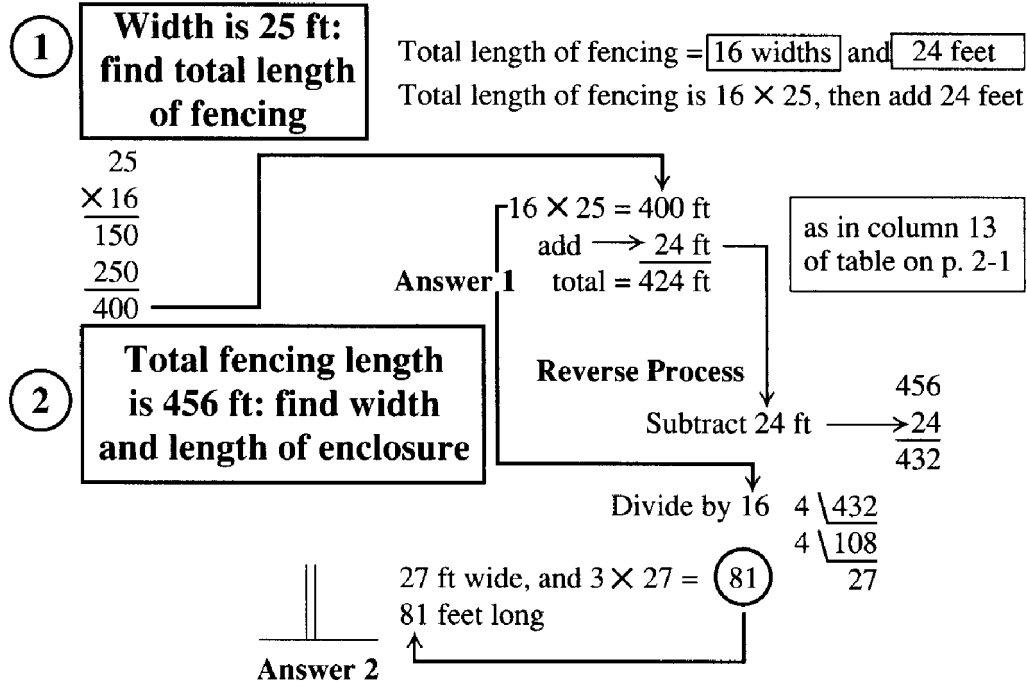 1
Width is 25 ft:
find total length
of fencing
Total length of fencing = 16 widths and 24 feet
Total length of fencing is 16 × 25, then add 24 feet
25
× 16
150
250
400
16 × 25 = 400 ft
add → 24 ft
Answer 1 total = 424 ft
as in column 13
of table on p. 2-1
2
Total fencing length
is 456 ft: find width
and length of enclosure
Reverse Process
Subtract 24 ft
456
24
432
Divide by 16
4 \432
4 \108
27
27 ft wide, and 3 × 27 = 81
81 feet long
Answer 2